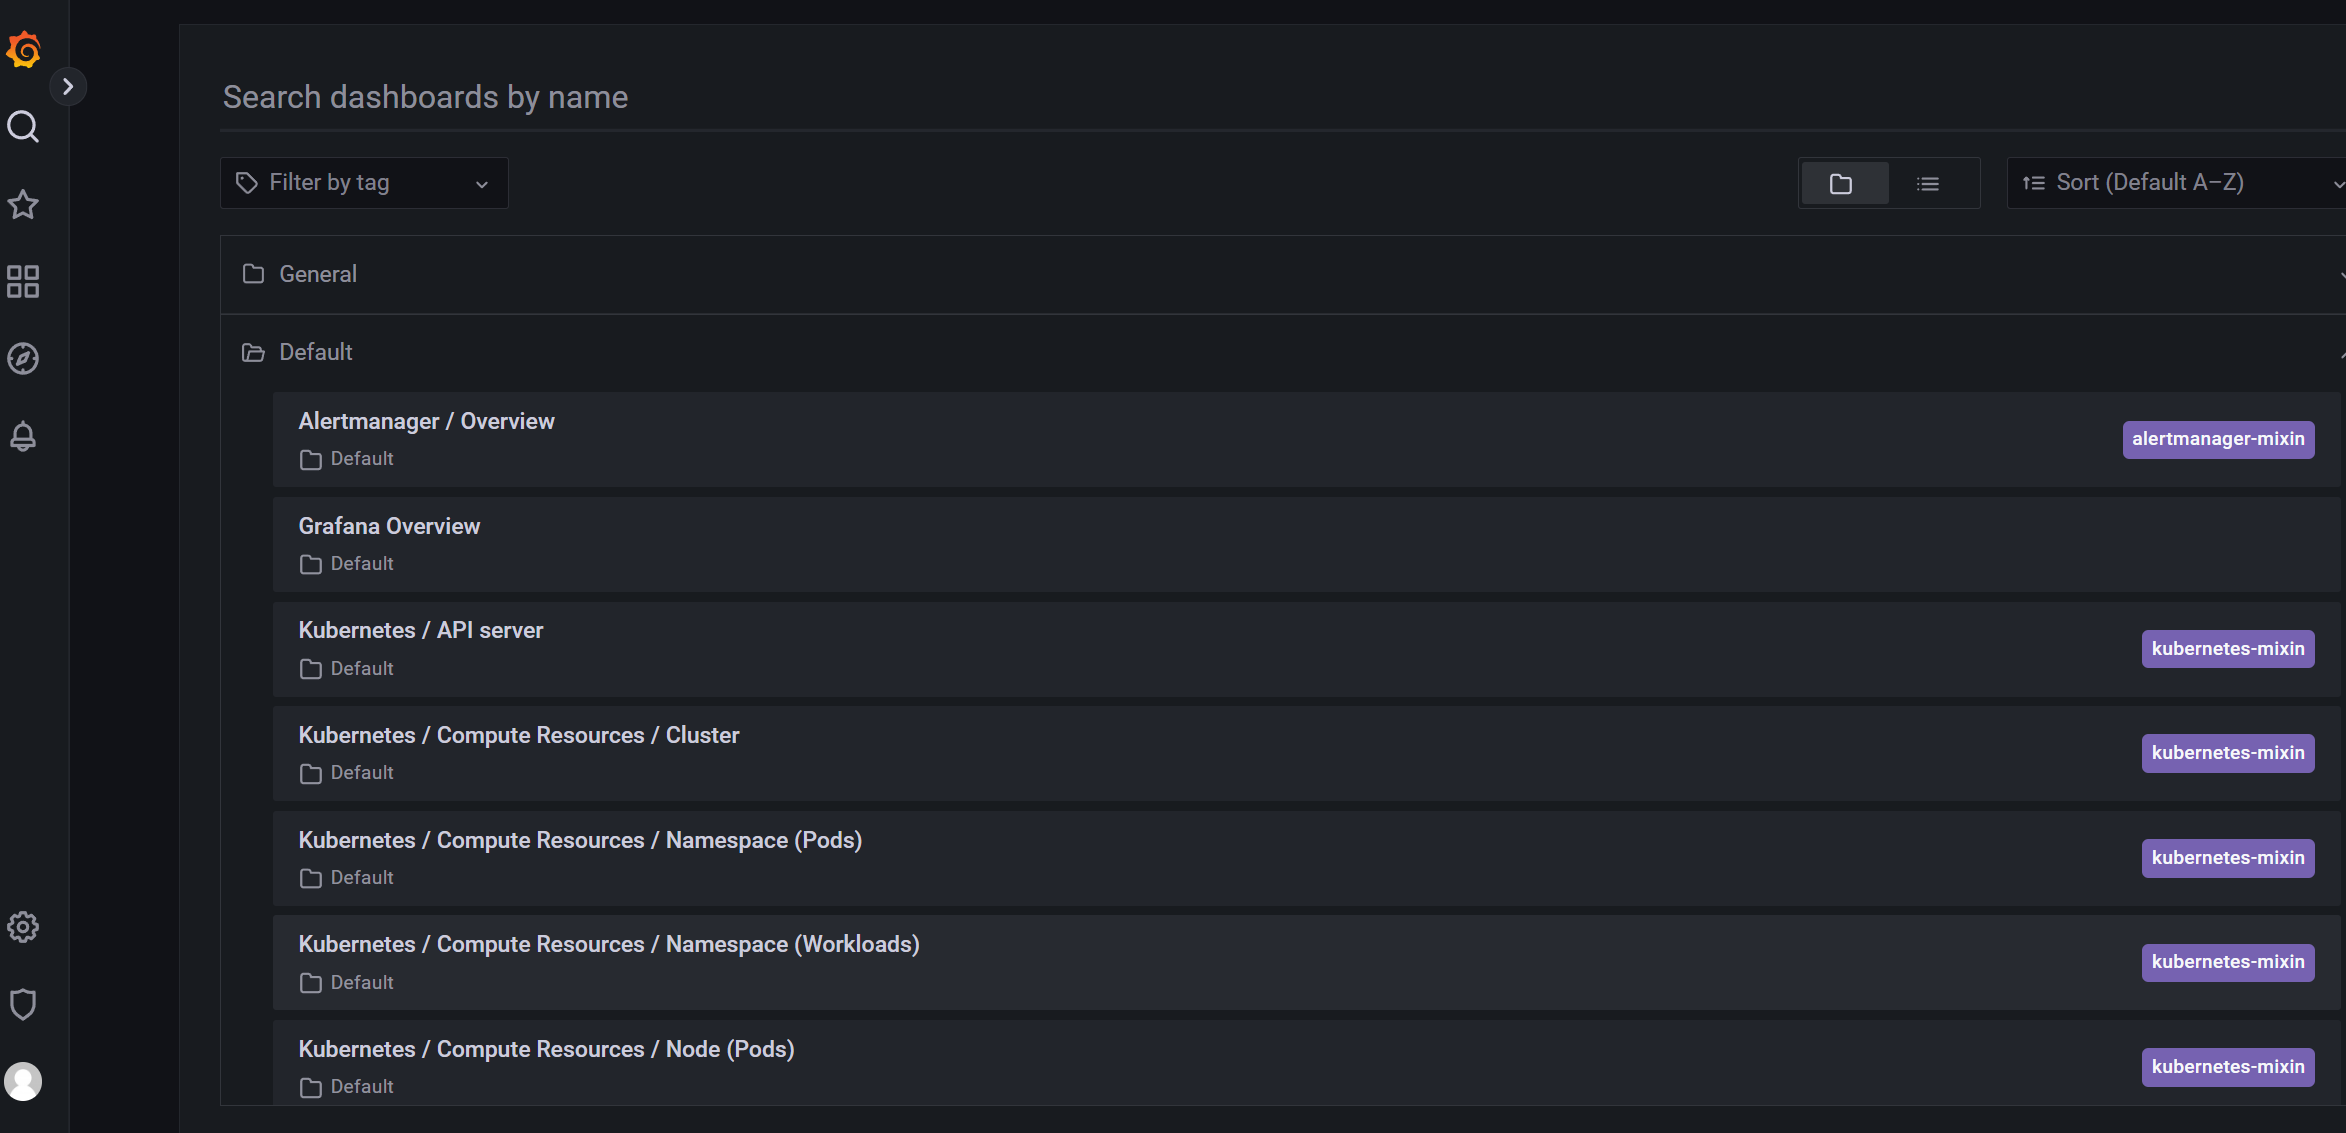 Search dashboards by name
Filter by tag
Sort (Default A–Z)
General
Default
Alertmanager / Overview
Default
alertmanager-mixin
Grafana Overview
Default
Kubernetes / API server
Default
kubernetes-mixin
Kubernetes / Compute Resources / Cluster
Default
kubernetes-mixin
Kubernetes / Compute Resources / Namespace (Pods)
Default
kubernetes-mixin
Kubernetes / Compute Resources / Namespace (Workloads)
Default
kubernetes-mixin
Kubernetes / Compute Resources / Node (Pods)
Default
kubernetes-mixin